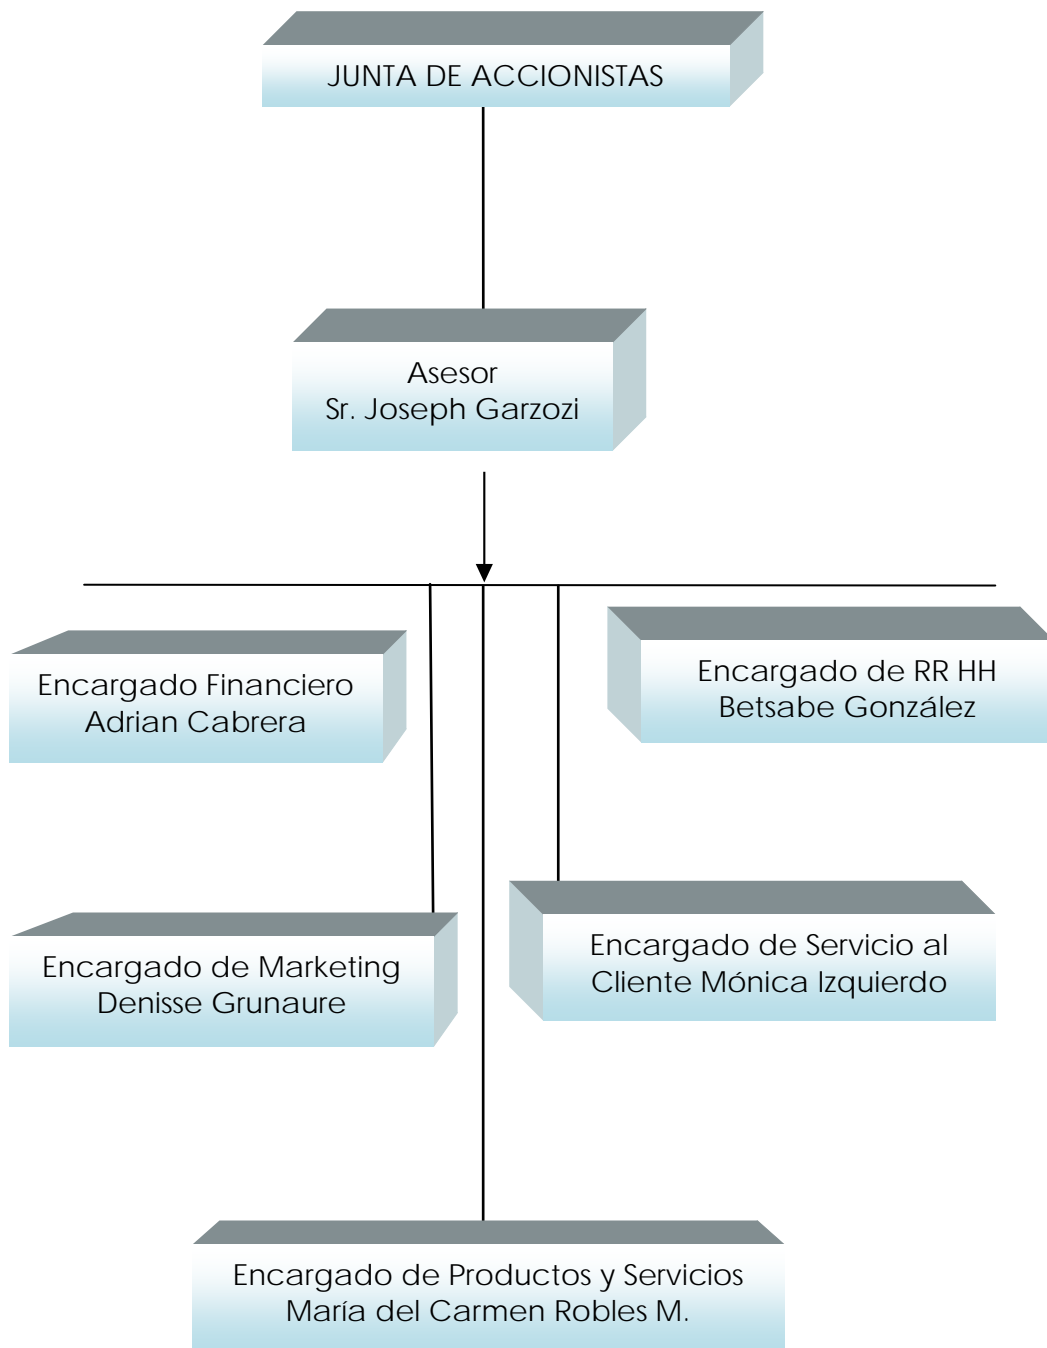 JUNTA DE ACCIONISTAS
Asesor
Sr. Joseph Garzozi
Encargado Financiero
Adrian Cabrera
Encargado de RR HH
Betsabe González
Encargado de Marketing
Denisse Grunaure
Encargado de Servicio al
Cliente Mónica Izquierdo
Encargado de Productos y Servicios
María del Carmen Robles M.